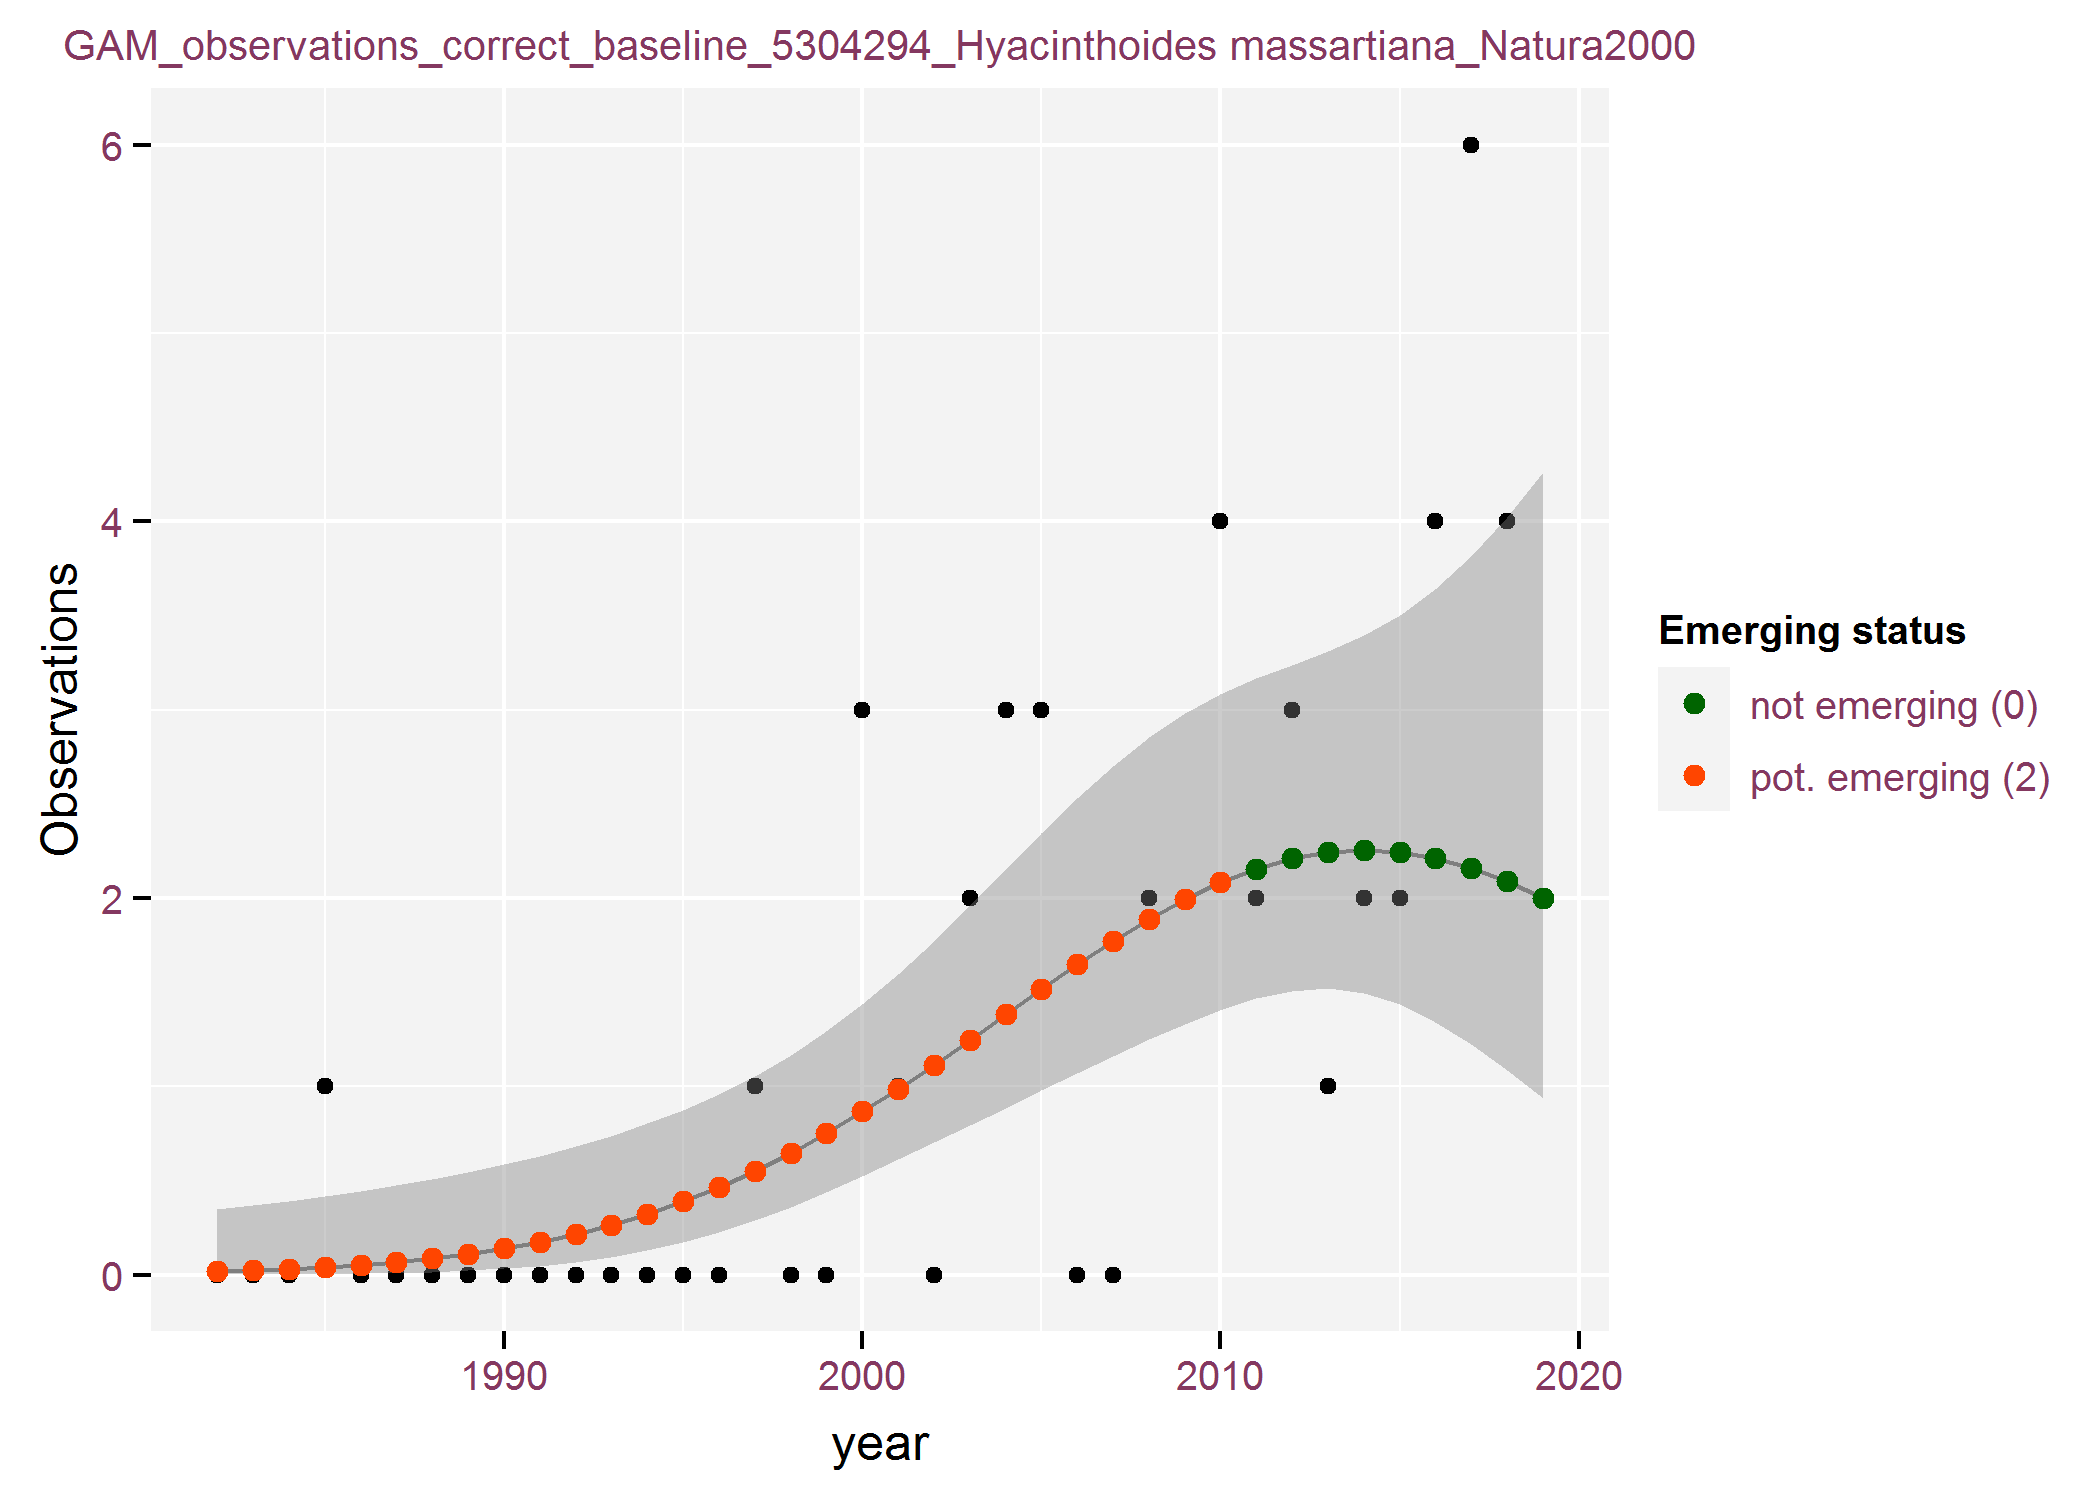 GAM_observations_correct_baseline_5304294_Hyacinthoides massartiana_Natura2000
6
4
2
0
Observations
1990 2000 2010 2020
year
Emerging status
not emerging (0)
pot. emerging (2)